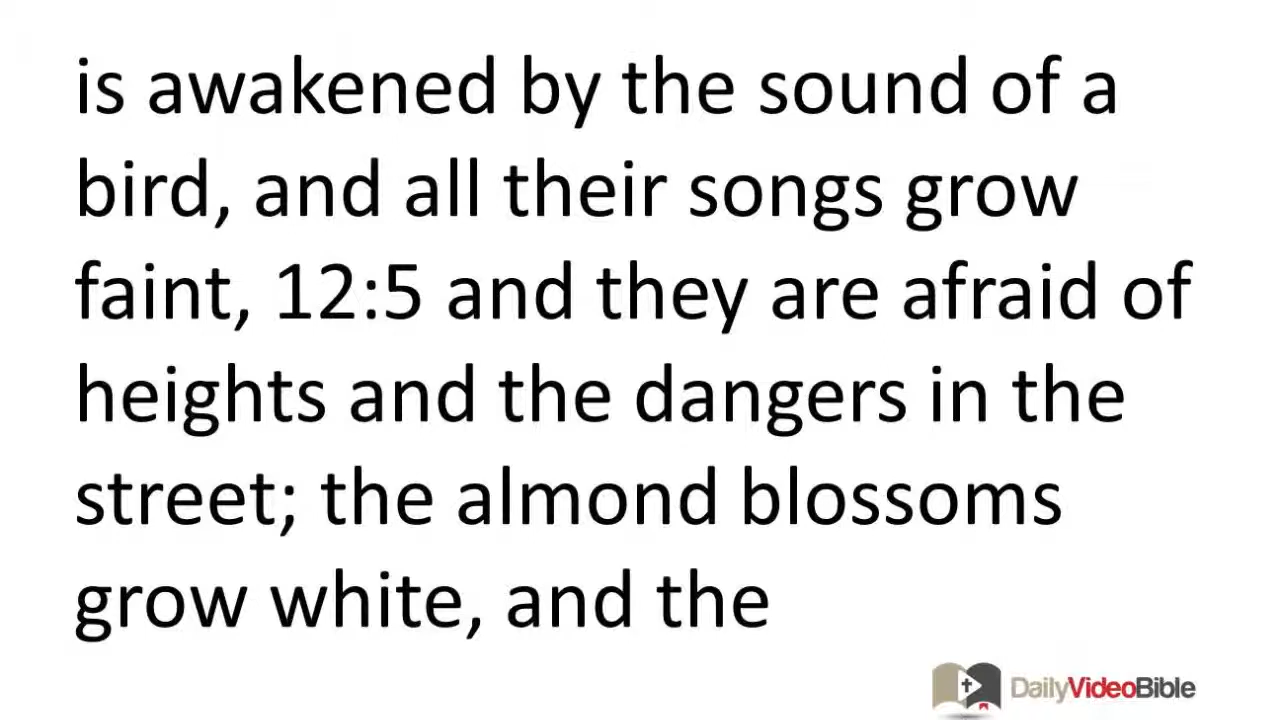 is awakened by the sound of a
bird, and all their songs grow
faint, 12:5 and they are afraid of
heights and the dangers in the
street; the almond blossoms
grow white, and the
DailyVideoBible